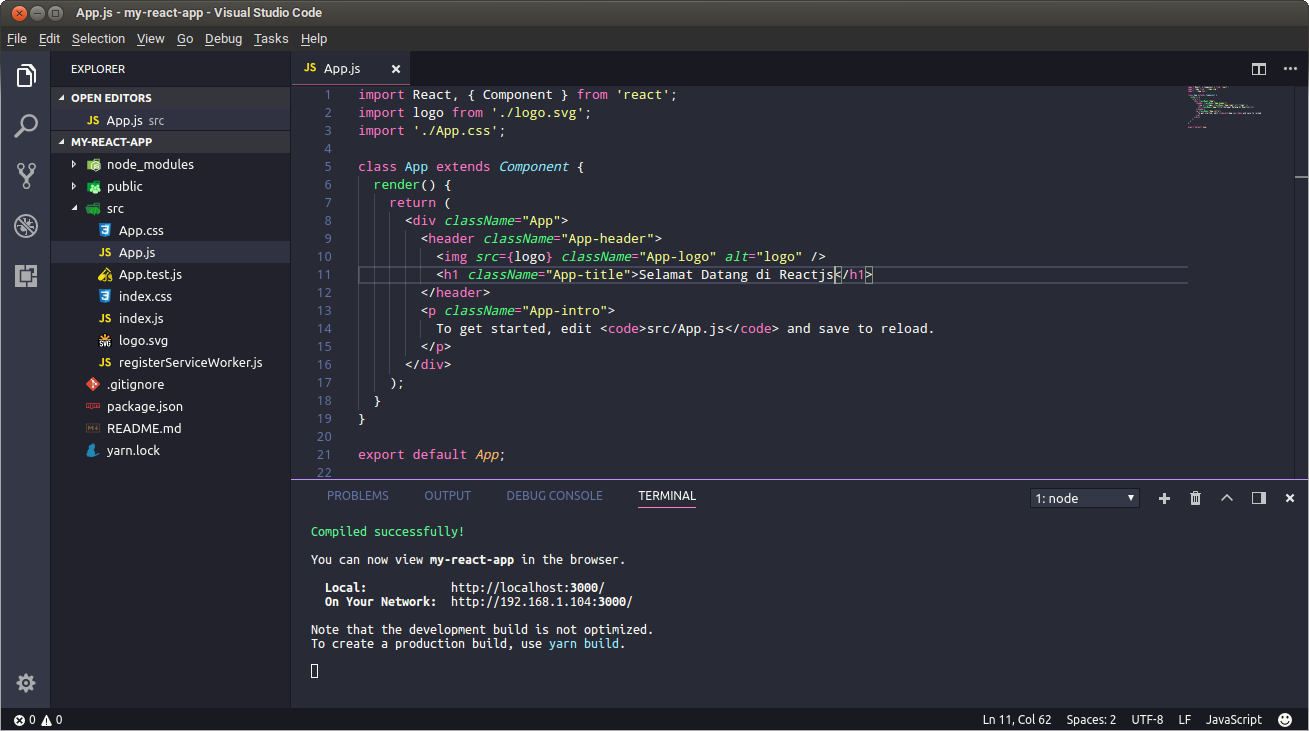 App.js - my-react-app - Visual Studio Code
File Edit Selection View Go Debug Tasks Help
EXPLORER
OPEN EDITORS
JS App.js src
MY-REACT-APP
node_modules
public
src
App.css
JS App.js
App.test.js
index.css
JS index.js
logo.svg
JS registerServiceWorker.js
.gitignore
package.json
README.md
yarn.lock
JS App.js
1 import React, { Component } from 'react';
2 import logo from './logo.svg';
3 import './App.css';
4
5 class App extends Component {
6 render() {
7 return (
8 <div className="App">
9 <header className="App-header">
10 <img src={logo} className="App-logo" alt="logo" />
11 <h1 className="App-title">Selamat Datang di Reactjs</h1>
12 </header>
13 <p className="App-intro">
14 To get started, edit <code>src/App.js</code> and save to reload.
15 </p>
16 </div>
17 );
18 }
19 }
20
21 export default App;
22
PROBLEMS OUTPUT DEBUG CONSOLE TERMINAL 1: node
Compiled successfully!
You can now view my-react-app in the browser.
Local: http://localhost:3000/
On Your Network: http://192.168.1.104:3000/
Note that the development build is not optimized.
To create a production build, use yarn build.
0 0 Ln 11, Col 62 Spaces: 2 UTF-8 LF JavaScript